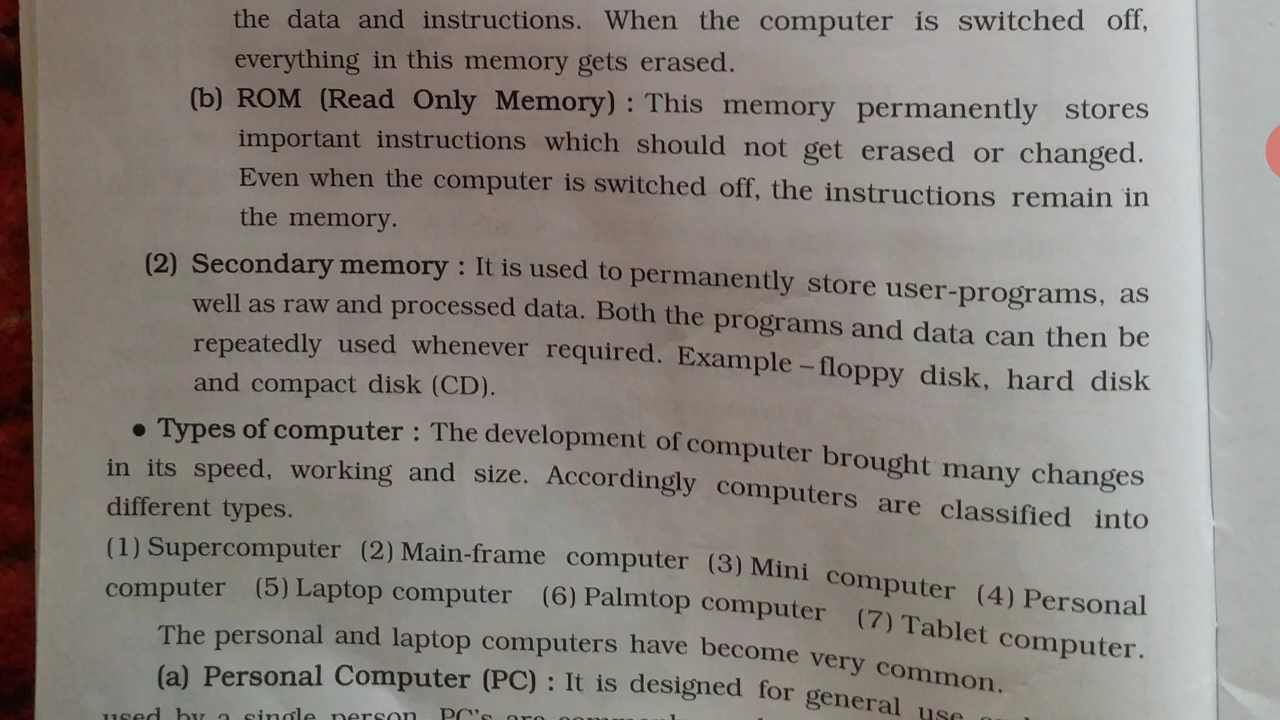 the data and instructions. When the computer is switched off,
everything in this memory gets erased.
(b) ROM (Read Only Memory) : This memory permanently stores
important instructions which should not get erased or changed.
Even when the computer is switched off, the instructions remain in
the memory.
(2) Secondary memory : It is used to permanently store user-programs, as
well as raw and processed data. Both the programs and data can then be
repeatedly used whenever required. Example – floppy disk, hard disk
and compact disk (CD).
• Types of computer : The development of computer brought many changes
in its speed, working and size. Accordingly computers are classified into
different types.
(1) Supercomputer (2) Main-frame computer (3) Mini computer (4) Personal
computer (5) Laptop computer (6) Palmtop computer (7) Tablet computer.
The personal and laptop computers have become very common.
(a) Personal Computer (PC) : It is designed for general use
used by a single person. PC's are